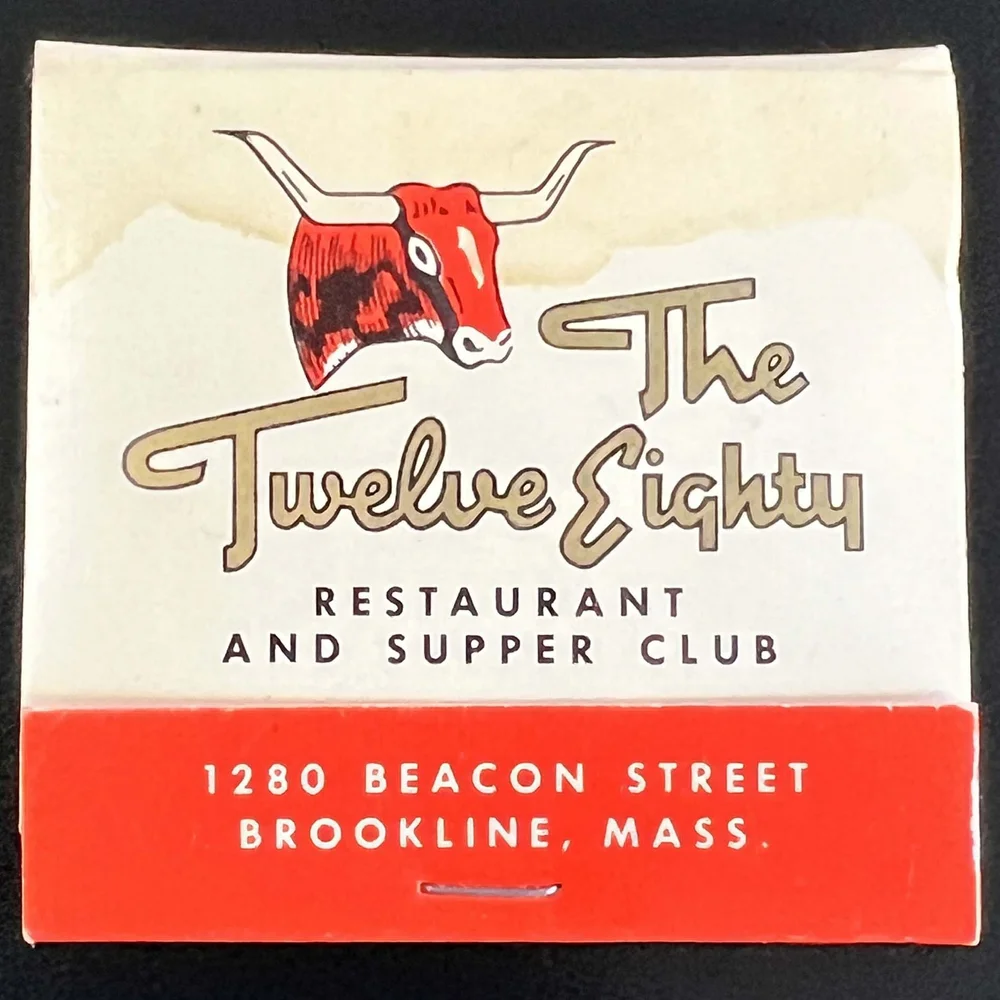 The
Twelve Eighty
RESTAURANT
AND SUPPER CLUB
1280 BEACON STREET
BROOKLINE, MASS.